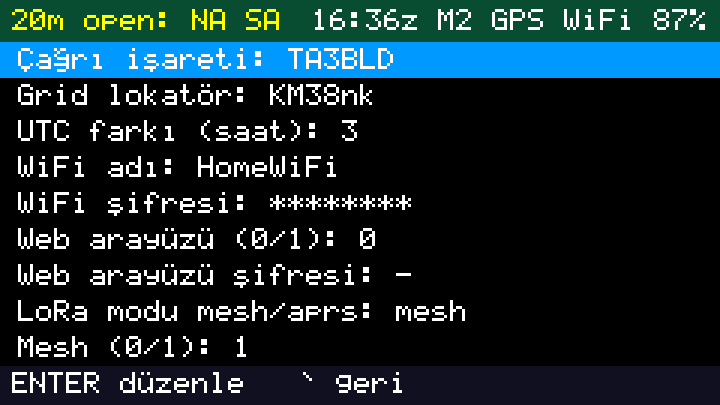 20m open: NA SA 16:36z M2 GPS WiFi 87%
Çağrı işareti: TA3BLD
Grid lokatör: KM38nk
UTC farkı (saat): 3
WiFi adı: HomeWiFi
WiFi şifresi: ********
Web arayüzü (0/1): 0
Web arayüzü şifresi: -
LoRa modu mesh/aprs: mesh
Mesh (0/1): 1
ENTER düzenle ` geri